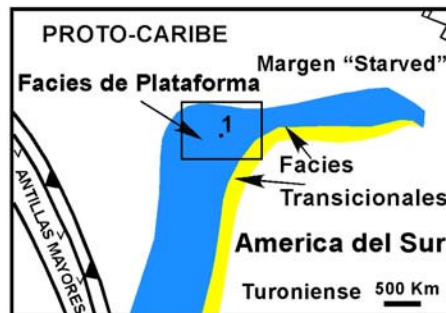 PROTO-CARIBE
Margen “Starved”
Facies de Plataforma
1
Facies
Transicionales
ANTILLAS MAYORES
America del Sur
Turoniense 500 Km